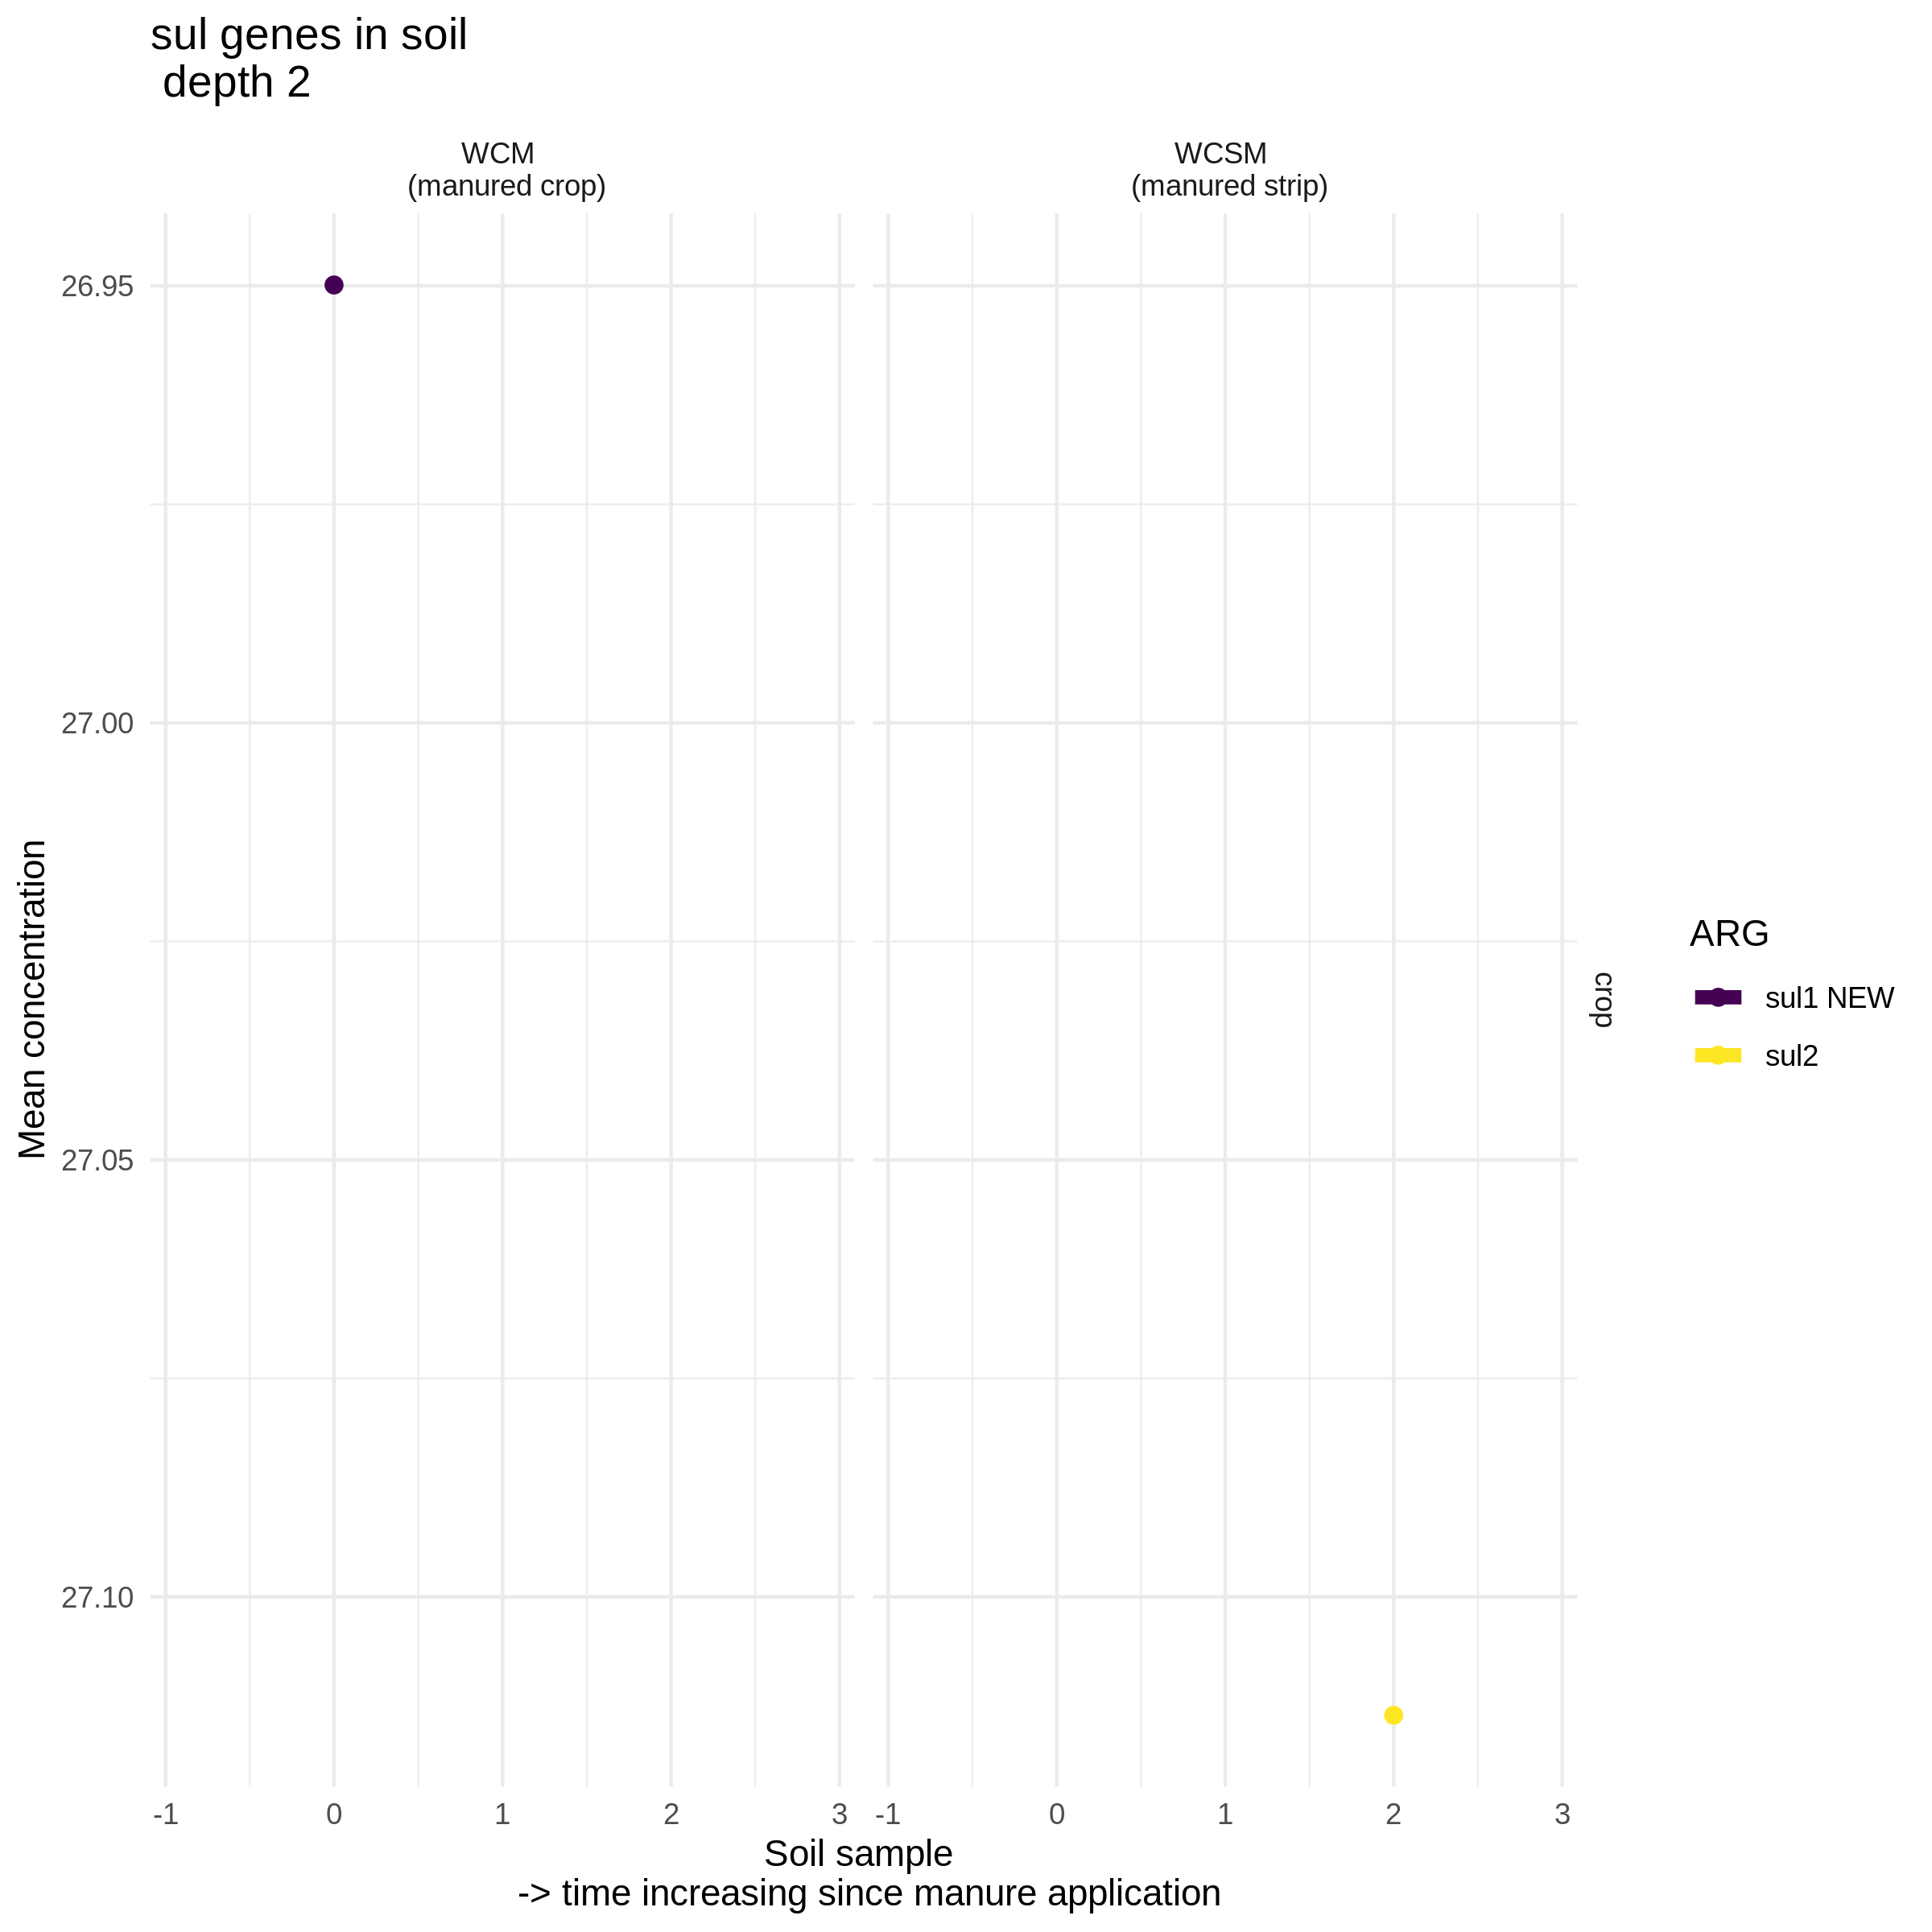 sul genes in soil
depth 2
WCM
(manured crop)
WCSM
(manured strip)
26.95
27.00
27.05
27.10
Mean concentration
crop
ARG
sul1 NEW
sul2
-1 0 1 2 3 -1 0 1 2 3
Soil sample
-> time increasing since manure application